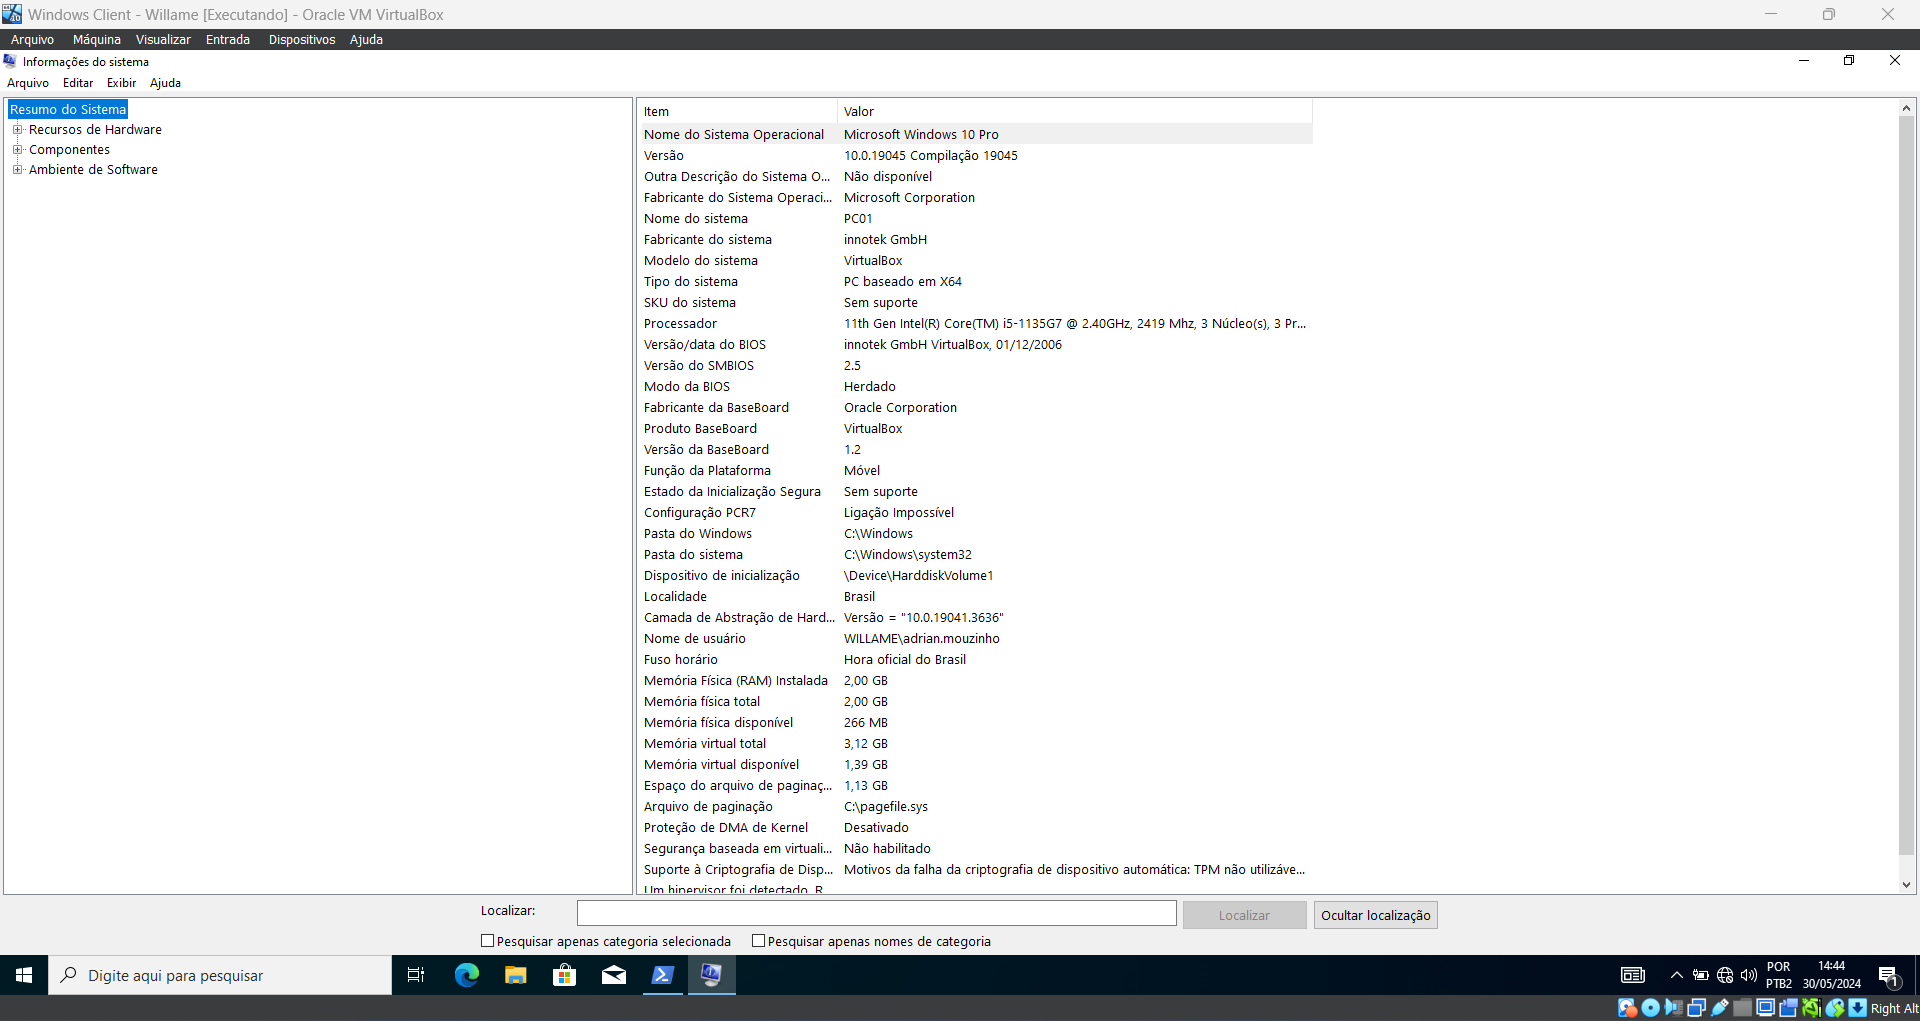 Windows Client - Willame [Executando] - Oracle VM VirtualBox
Arquivo Máquina Visualizar Entrada Dispositivos Ajuda
Informações do sistema
Arquivo Editar Exibir Ajuda
Resumo do Sistema
Recursos de Hardware
Componentes
Ambiente de Software
Item Valor
Nome do Sistema Operacional Microsoft Windows 10 Pro
Versão 10.0.19045 Compilação 19045
Outra Descrição do Sistema O... Não disponível
Fabricante do Sistema Operaci... Microsoft Corporation
Nome do sistema PC01
Fabricante do sistema innotek GmbH
Modelo do sistema VirtualBox
Tipo do sistema PC baseado em X64
SKU do sistema Sem suporte
Processador 11th Gen Intel(R) Core(TM) i5-1135G7 @ 2.40GHz, 2419 Mhz, 3 Núcleo(s), 3 Pr...
Versão/data do BIOS innotek GmbH VirtualBox, 01/12/2006
Versão do SMBIOS 2.5
Modo da BIOS Herdado
Fabricante da BaseBoard Oracle Corporation
Produto BaseBoard VirtualBox
Versão da BaseBoard 1.2
Função da Plataforma Móvel
Estado da Inicialização Segura Sem suporte
Configuração PCR7 Ligação Impossível
Pasta do Windows C:\Windows
Pasta do sistema C:\Windows\system32
Dispositivo de inicialização \Device\HarddiskVolume1
Localidade Brasil
Camada de Abstração de Hard... Versão = "10.0.19041.3636"
Nome de usuário WILLAME\adrian.mouzinho
Fuso horário Hora oficial do Brasil
Memória Física (RAM) Instalada 2,00 GB
Memória física total 2,00 GB
Memória física disponível 266 MB
Memória virtual total 3,12 GB
Memória virtual disponível 1,39 GB
Espaço do arquivo de paginaç... 1,13 GB
Arquivo de paginação C:\pagefile.sys
Proteção de DMA de Kernel Desativado
Segurança baseada em virtuali... Não habilitado
Suporte à Criptografia de Disp... Motivos da falha da criptografia de dispositivo automática: TPM não utilizáve...
Um hipervisor foi detectado. R
Localizar: Localizar Ocultar localização
Pesquisar apenas categoria selecionada Pesquisar apenas nomes de categoria
Digite aqui para pesquisar
POR
PTB2
14:44
30/05/2024
1
Right Alt